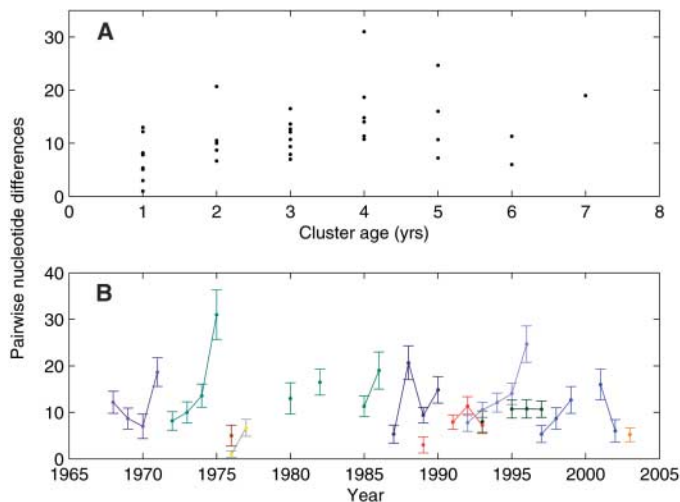 A
30
20
10
0
0 1 2 3 4 5 6 7 8
Cluster age (yrs)
Pairwise nucleotide differences
B
40
30
20
10
0
1965 1970 1975 1980 1985 1990 1995 2000 2005
Year